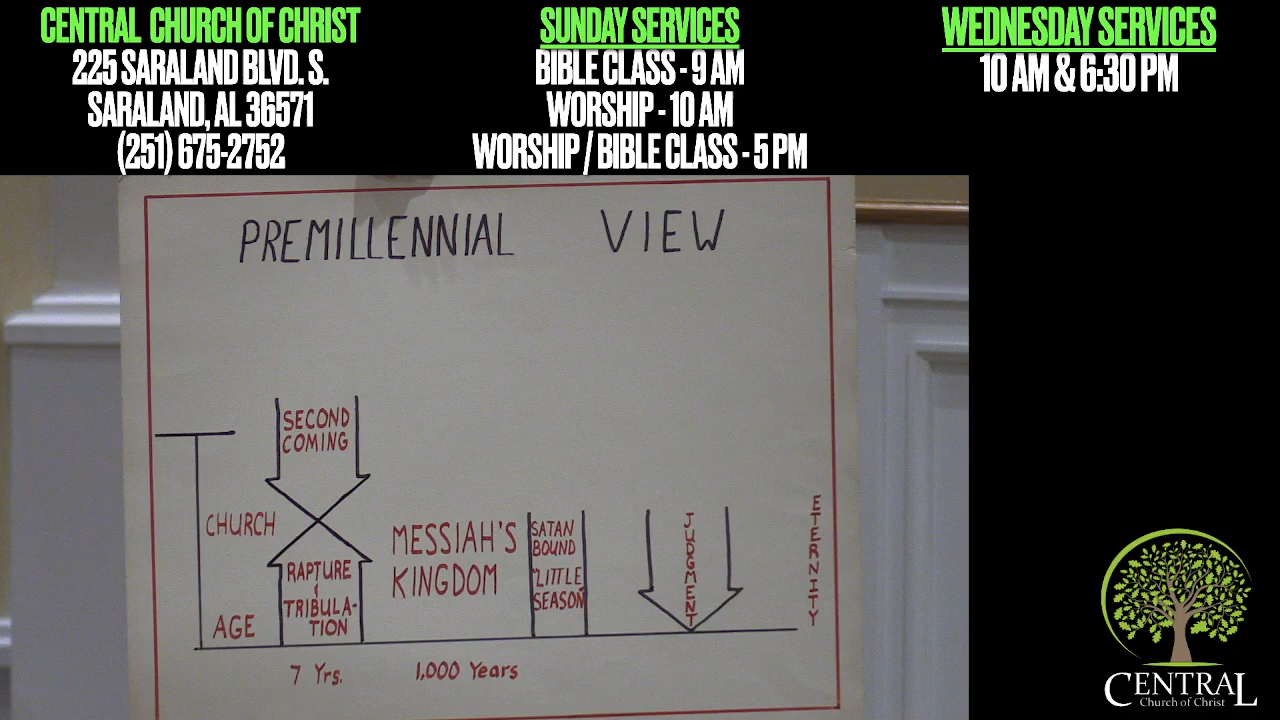 CENTRAL CHURCH OF CHRIST
225 SARALAND BLVD. S.
SARALAND, AL 36571
(251) 675-2752
SUNDAY SERVICES
BIBLE CLASS - 9 AM
WORSHIP - 10 AM
WORSHIP / BIBLE CLASS - 5 PM
WEDNESDAY SERVICES
10 AM & 6:30 PM
PREMILLENNIAL VIEW
SECOND
COMING
CHURCH
AGE
RAPTURE
&
TRIBULA-
TION
MESSIAH'S
KINGDOM
SATAN
BOUND
"LITTLE
SEASON"
JUDGMENT
ETERNITY
7 Yrs.
1,000 Years
CENTRAL
Church of Christ